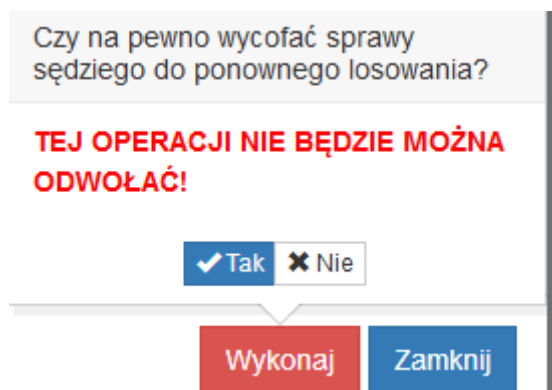 Czy na pewno wycofać sprawy
sędziego do ponownego losowania?
TEJ OPERACJI NIE BĘDZIE MOŻNA
ODWOŁAĆ!
Tak Nie
Wykonaj Zamknij